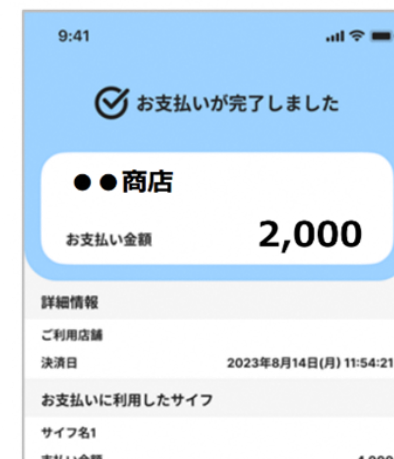 9:41
お支払いが完了しました
●●商店
お支払い金額 2,000
詳細情報
ご利用店舗
決済日 2023年8月14日(月) 11:54:21
お支払いに利用したサイフ
サイフ名1